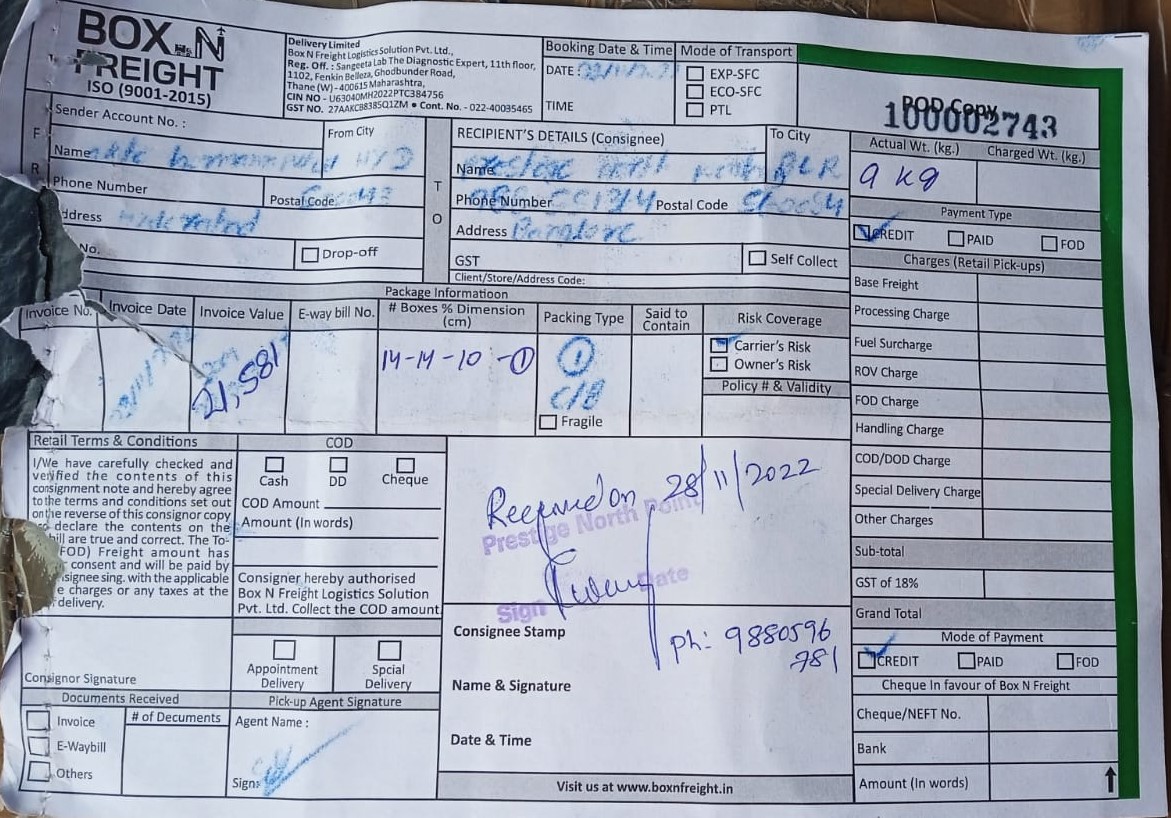 BOX N
FREIGHT
ISO (9001-2015)
Delivery Limited
Box N Freight Logistics Solution Pvt. Ltd.,
Reg. Off. : Sangeeta Lab The Diagnostic Expert, 11th floor,
1102, Fenkin Belleza, Ghodbunder Road,
Thane (W) - 400615 Maharashtra,
CIN NO - U63040MH2022PTC384756
GST NO. 27AAKCB8385Q1ZM • Cont. No. - 022-40035465
Booking Date & Time
DATE
TIME
Mode of Transport
EXP-SFC
ECO-SFC
PTL
POD Copy
100002743
Sender Account No. :
From City
F
R
Name
HYD
Phone Number
Postal Code
ddress
No.
Drop-off
T
O
RECIPIENT'S DETAILS (Consignee)
To City
Name
BLR
Phone Number
Postal Code
Address Banglore
GST
Self Collect
Client/Store/Address Code:
Actual Wt. (kg.)
Charged Wt. (kg.)
9 kg
Payment Type
CREDIT
PAID
FOD
Charges (Retail Pick-ups)
Base Freight
Processing Charge
Fuel Surcharge
ROV Charge
FOD Charge
Handling Charge
COD/DOD Charge
Special Delivery Charge
Other Charges
Sub-total
GST of 18%
Grand Total
Mode of Payment
CREDIT
PAID
FOD
Cheque In favour of Box N Freight
Cheque/NEFT No.
Bank
Amount (In words)
Package Informatioon
Invoice No.
Invoice Date
Invoice Value
E-way bill No.
# Boxes % Dimension
(cm)
Packing Type
Said to
Contain
Risk Coverage
21,581
14-14-10 -1
1
C/B
Fragile
Carrier's Risk
Owner's Risk
Policy # & Validity
Retail Terms & Conditions
I/We have carefully checked and
verified the contents of this
consignment note and hereby agree
to the terms and conditions set out
on the reverse of this consignor copy
declare the contents on the
bill are true and correct. The To-
FOD) Freight amount has
consent and will be paid by
signee sing. with the applicable
e charges or any taxes at the
delivery.
Consignor Signature
COD
Cash
DD
Cheque
COD Amount
Amount (In words)
Consigner hereby authorised
Box N Freight Logistics Solution
Pvt. Ltd. Collect the COD amount
Appointment
Delivery
Spcial
Delivery
Documents Received
Invoice
E-Waybill
Others
# of Documents
Pick-up Agent Signature
Agent Name :
Sign:
Received on 28/11/2022
Prestige North Point
Sign
Date
Consignee Stamp
Ph: 9880596
781
Name & Signature
Date & Time
Visit us at www.boxnfreight.in